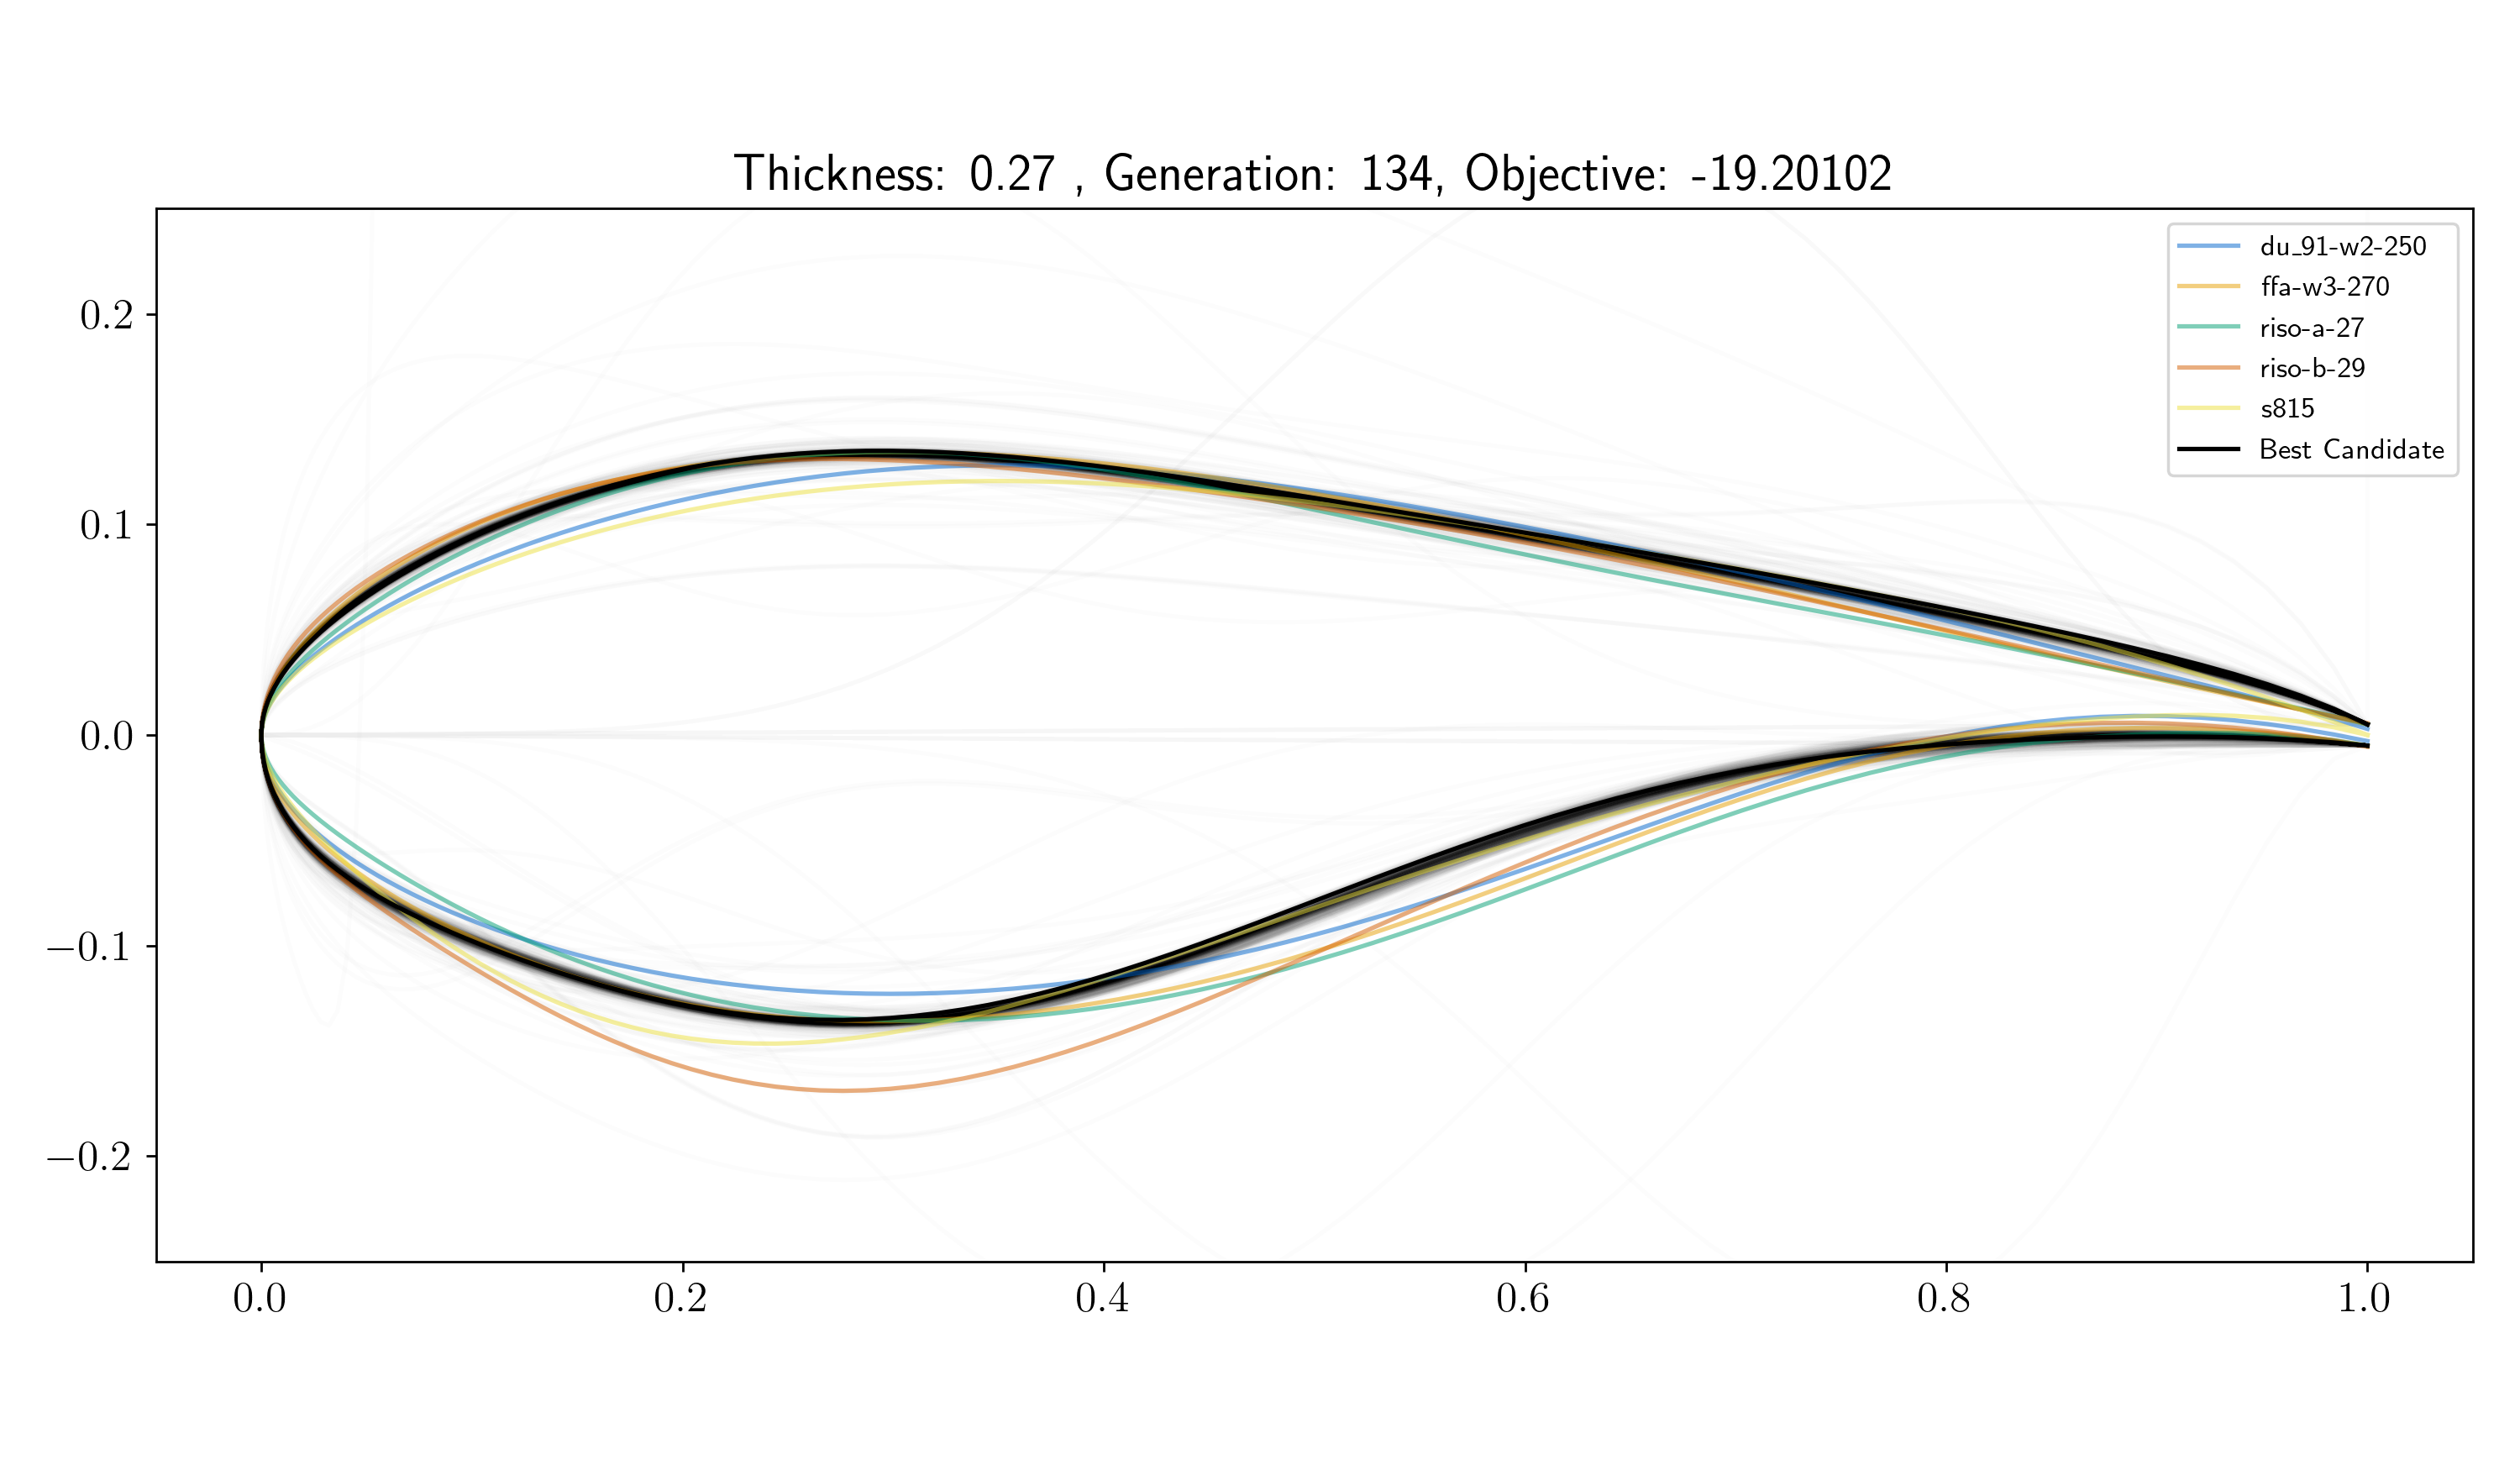 Thickness: 0.27 , Generation: 134, Objective: -19.20102
du_91-w2-250
ffa-w3-270
riso-a-27
riso-b-29
s815
Best Candidate
0.2
0.1
0.0
−0.1
−0.2
0.0 0.2 0.4 0.6 0.8 1.0